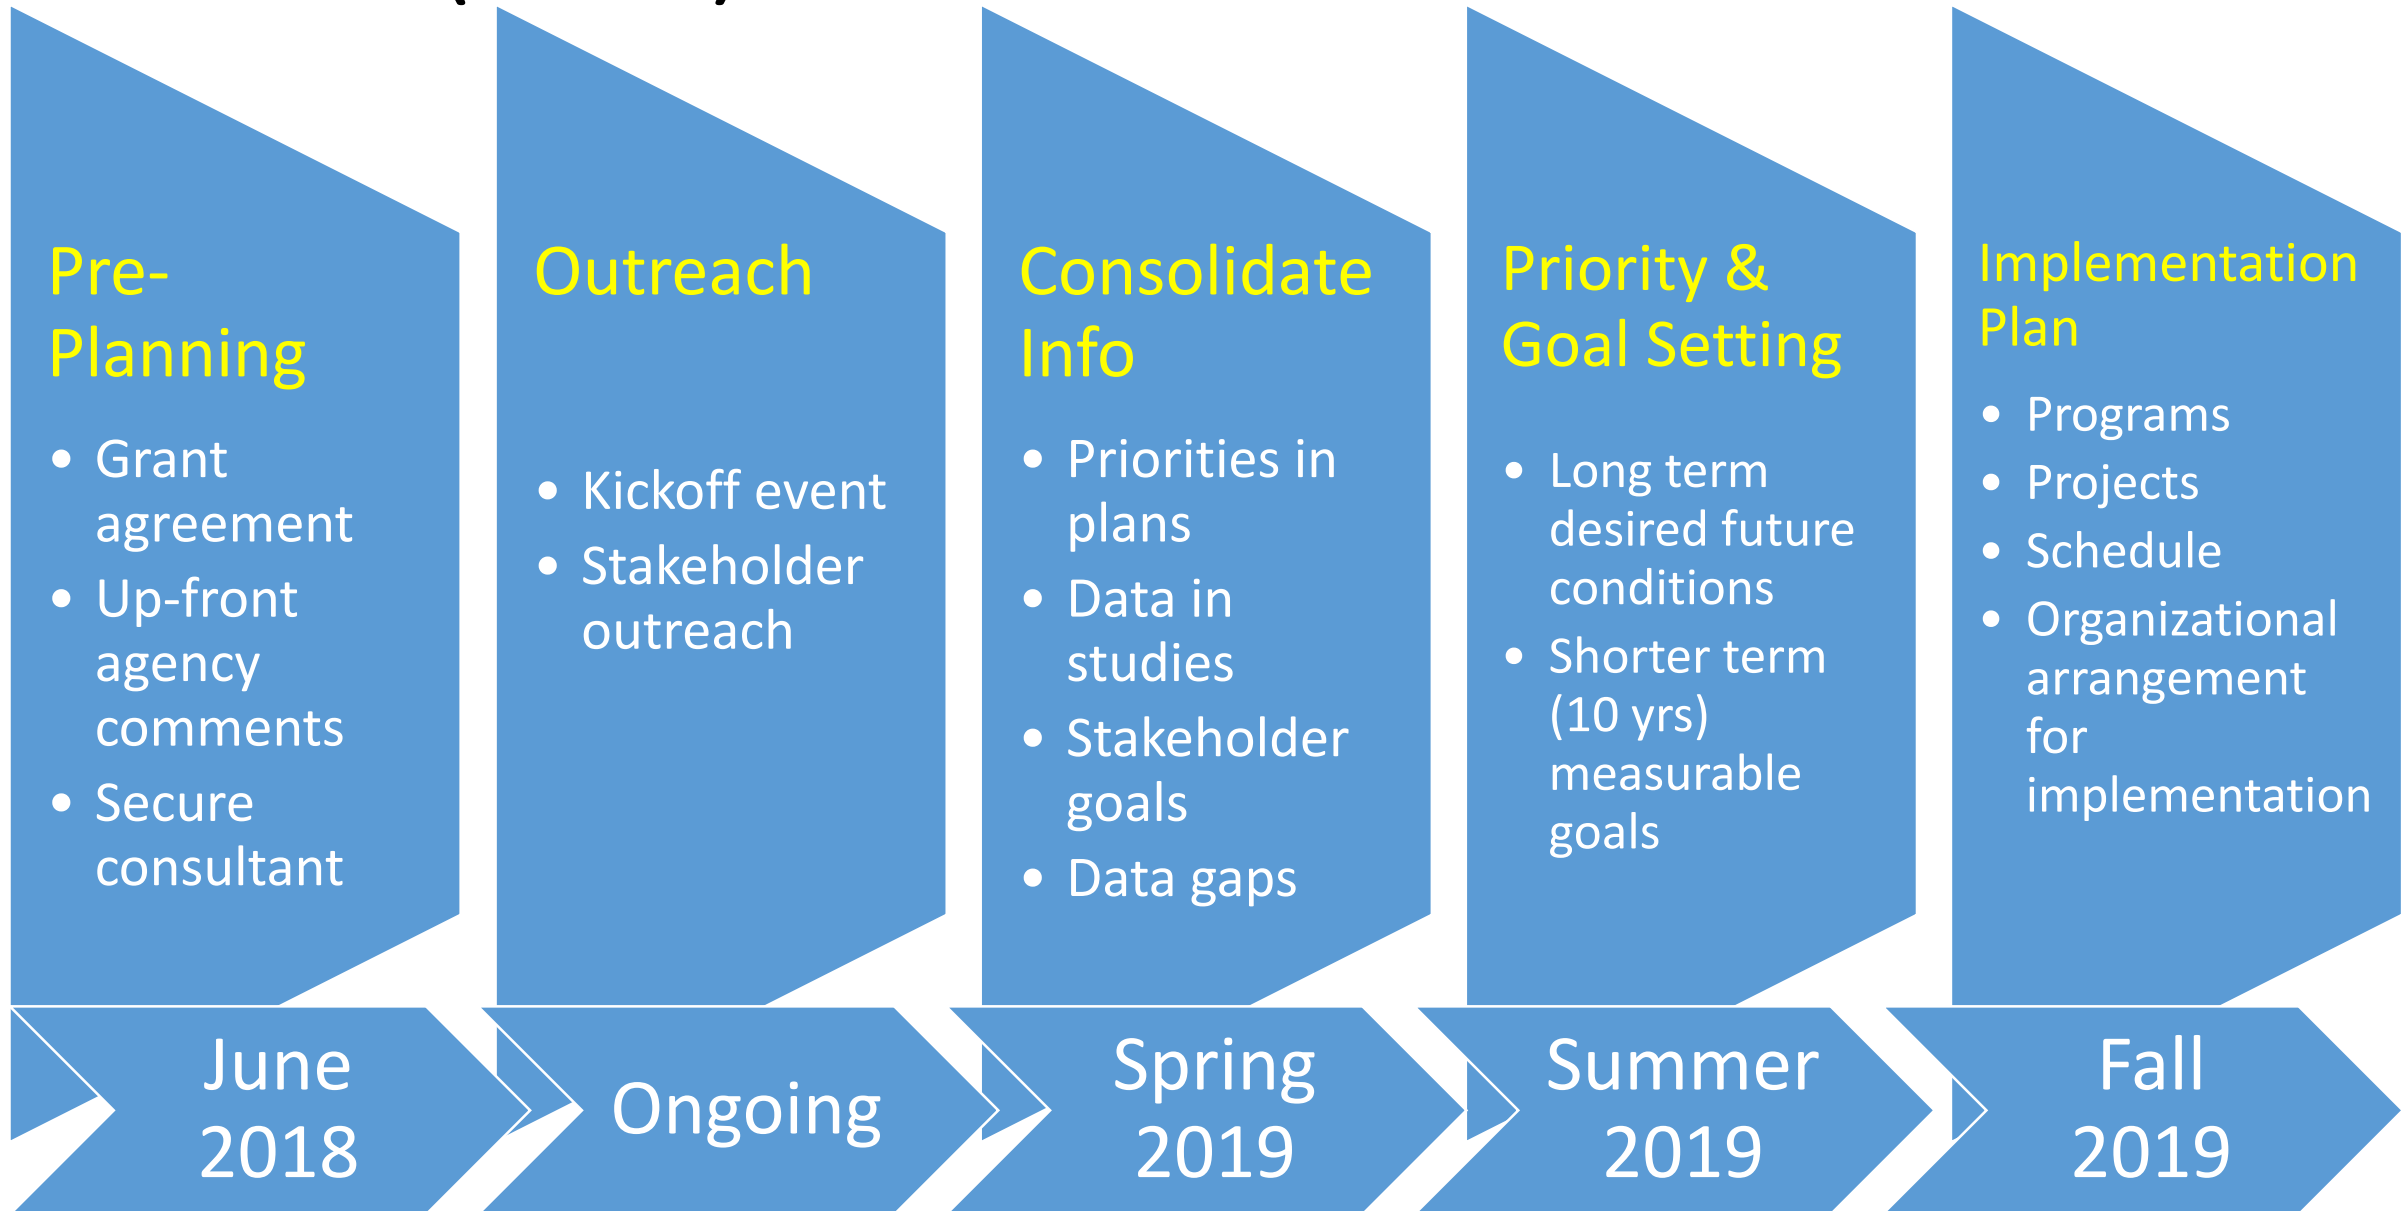 Pre-
Planning
• Grant
agreement
• Up-front
agency
comments
• Secure
consultant
Outreach
• Kickoff event
• Stakeholder
outreach
Consolidate
Info
• Priorities in
plans
• Data in
studies
• Stakeholder
goals
• Data gaps
Priority &
Goal Setting
• Long term
desired future
conditions
• Shorter term
(10 yrs)
measurable
goals
Implementation
Plan
• Programs
• Projects
• Schedule
• Organizational
arrangement
for
implementation
June
2018
Ongoing
Spring
2019
Summer
2019
Fall
2019